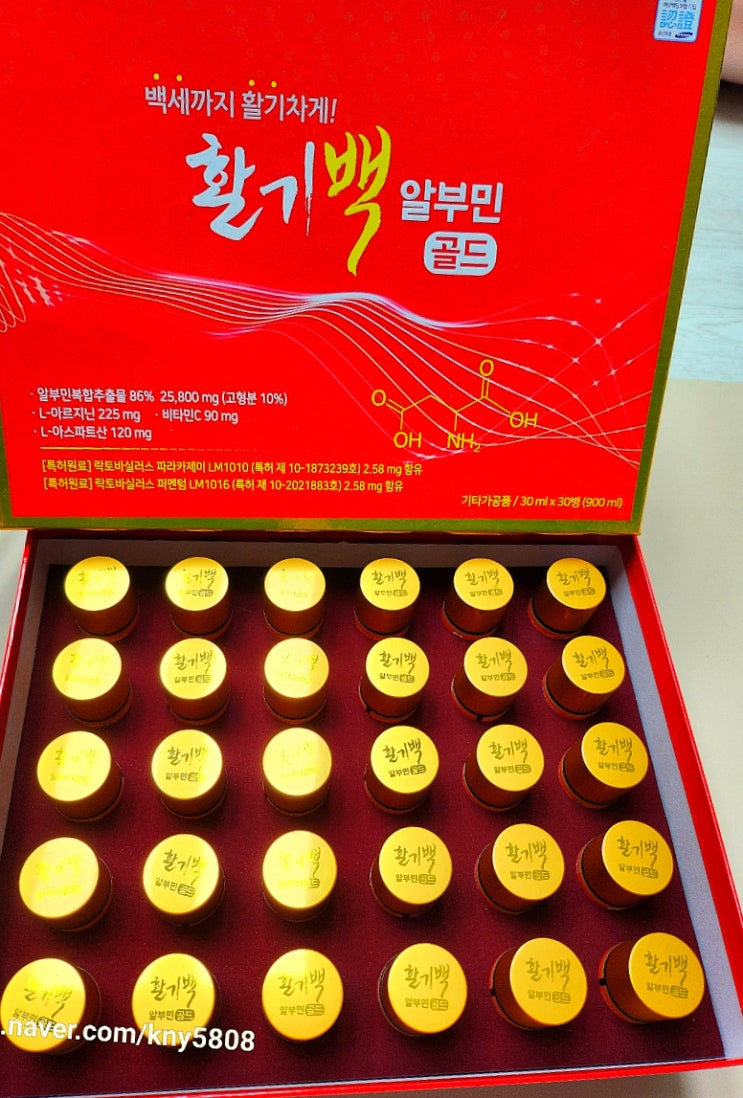 認證
백세까지 활기차게!
활기백 알부민
골드
· 알부민복합추출물 86% 25,800 mg (고형분 10%)
· L-아르지닌 225 mg · 비타민C 90 mg
· L-아스파트산 120 mg
O
OH
NH2
O
OH
[특허원료] 락토바실러스 파라카제이 LM1010 (특허 제 10-1873239호) 2.58 mg 함유
[특허원료] 락토바실러스 퍼멘텀 LM1016 (특허 제 10-2021883호) 2.58 mg 함유
기타가공품 / 30 ml x 30병 (900 ml)
활기백
알부민골드
.naver.com/kny5808